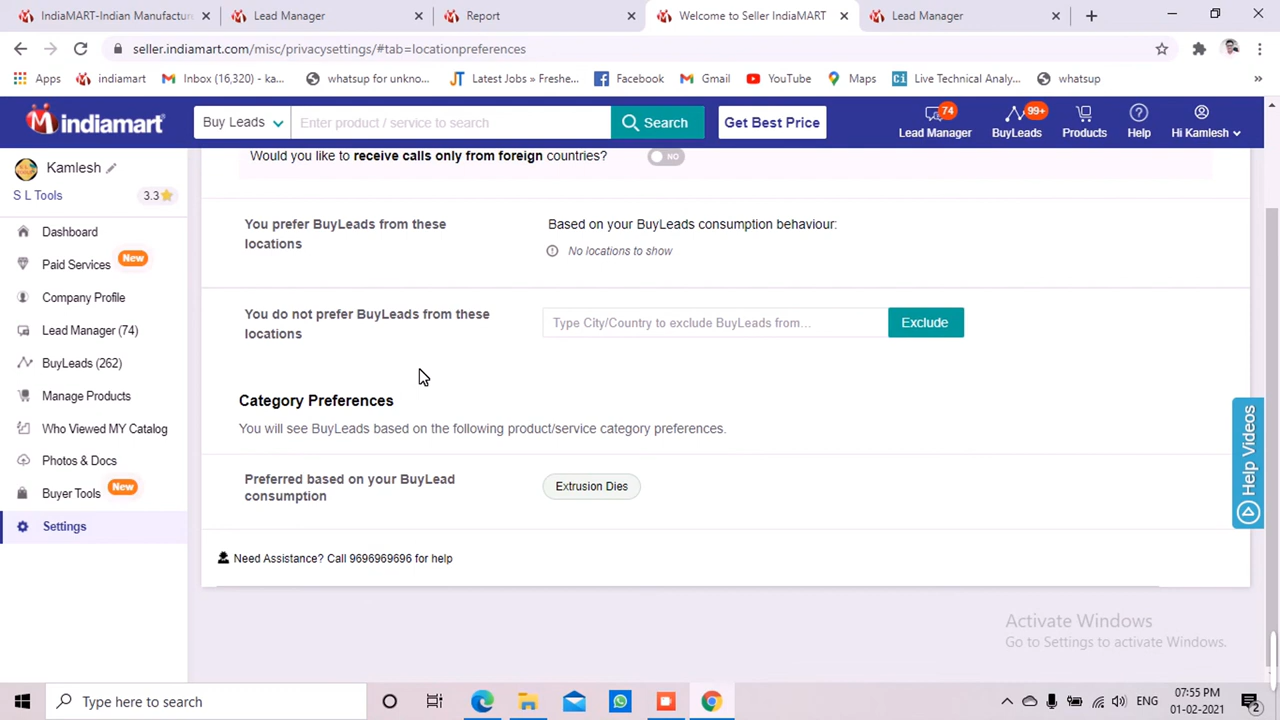 IndiaMART-Indian Manufactur
Lead Manager
Report
Welcome to Seller IndiaMART
Lead Manager
seller.indiamart.com/misc/privacysettings/#tab=locationpreferences
Apps
indiamart
Inbox (16,320) - ka...
whatsup for unkno...
Latest Jobs » Freshe...
Facebook
Gmail
YouTube
Maps
Live Technical Analy...
whatsup
»
indiamart
Buy Leads
Enter product / service to search
Search
Get Best Price
74
Lead Manager
99+
BuyLeads
Products
Help
Hi Kamlesh
Kamlesh
S L Tools
3.3
Dashboard
Paid Services New
Company Profile
Lead Manager (74)
BuyLeads (262)
Manage Products
Who Viewed MY Catalog
Photos & Docs
Buyer Tools New
Settings
Would you like to receive calls only from foreign countries?
NO
You prefer BuyLeads from these
locations
Based on your BuyLeads consumption behaviour:
No locations to show
You do not prefer BuyLeads from these
locations
Type City/Country to exclude BuyLeads from...
Exclude
Category Preferences
You will see BuyLeads based on the following product/service category preferences.
Preferred based on your BuyLead
consumption
Extrusion Dies
Need Assistance? Call 9696969696 for help
Help Videos
Activate Windows
Go to Settings to activate Windows.
Type here to search
ENG
07:55 PM
01-02-2021
2